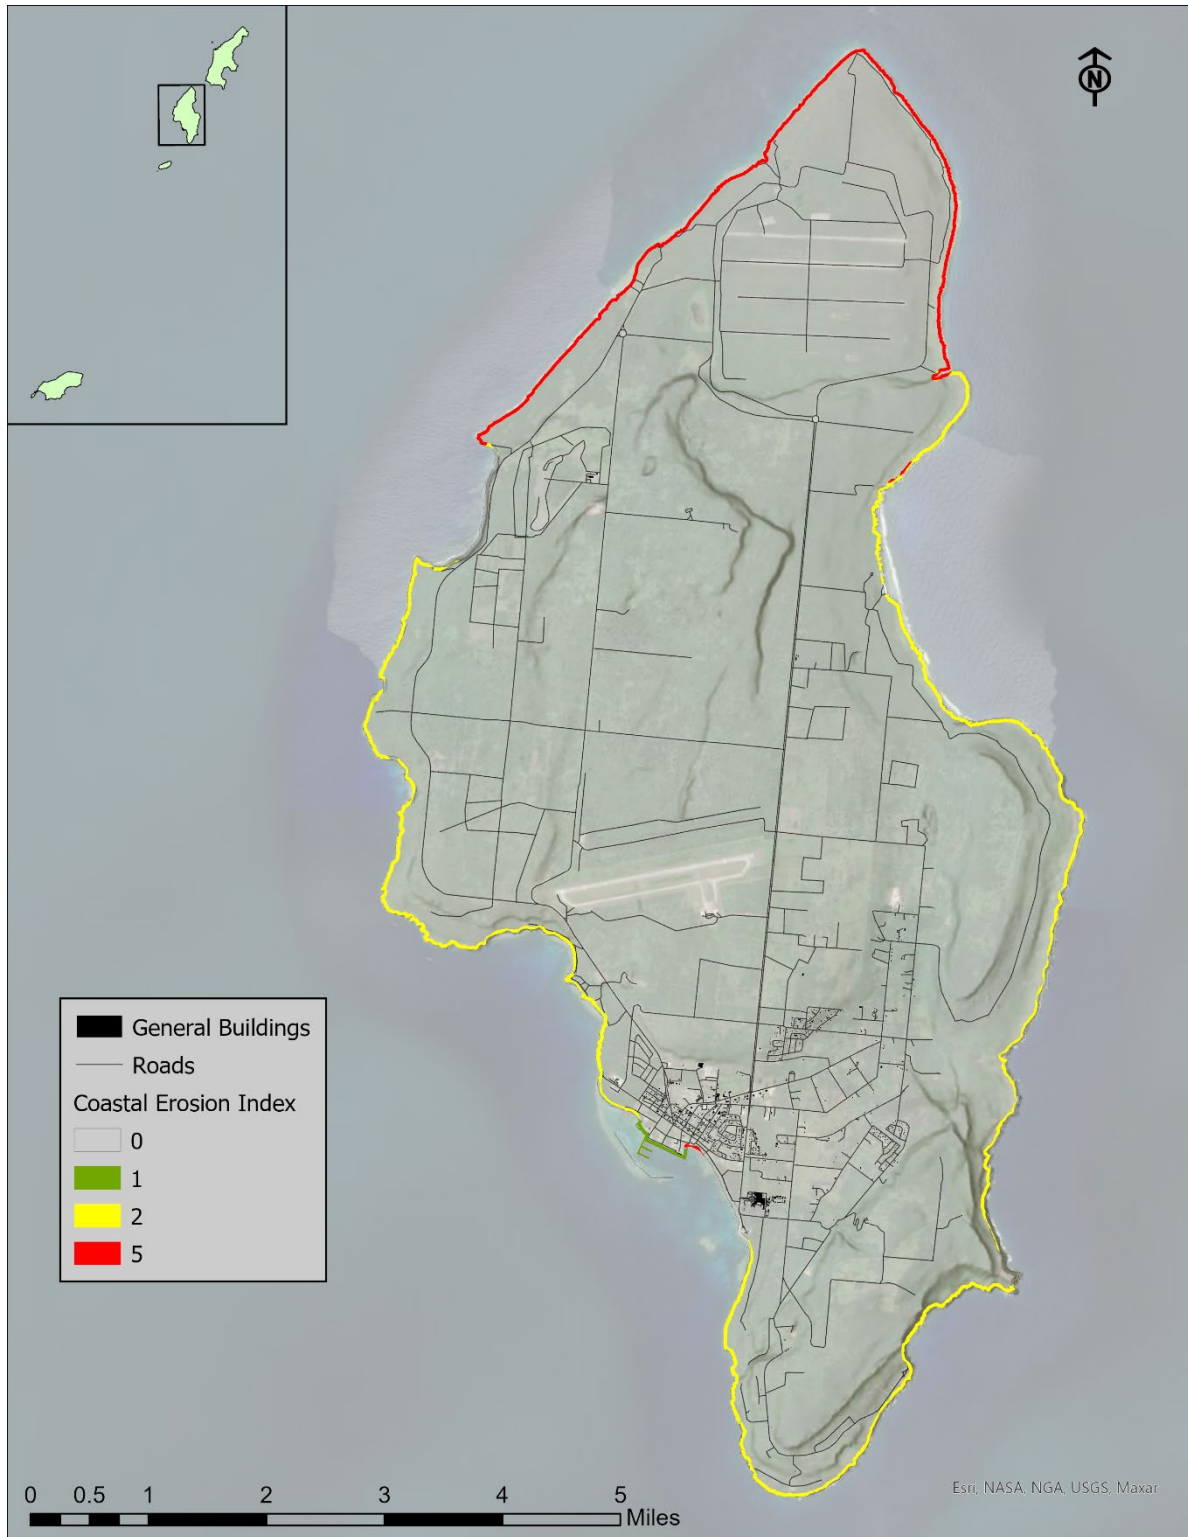 N
General Buildings
Roads
Coastal Erosion Index
0
1
2
5
Esri, NASA, NGA, USGS, Maxar
0 0.5 1 2 3 4 5
Miles